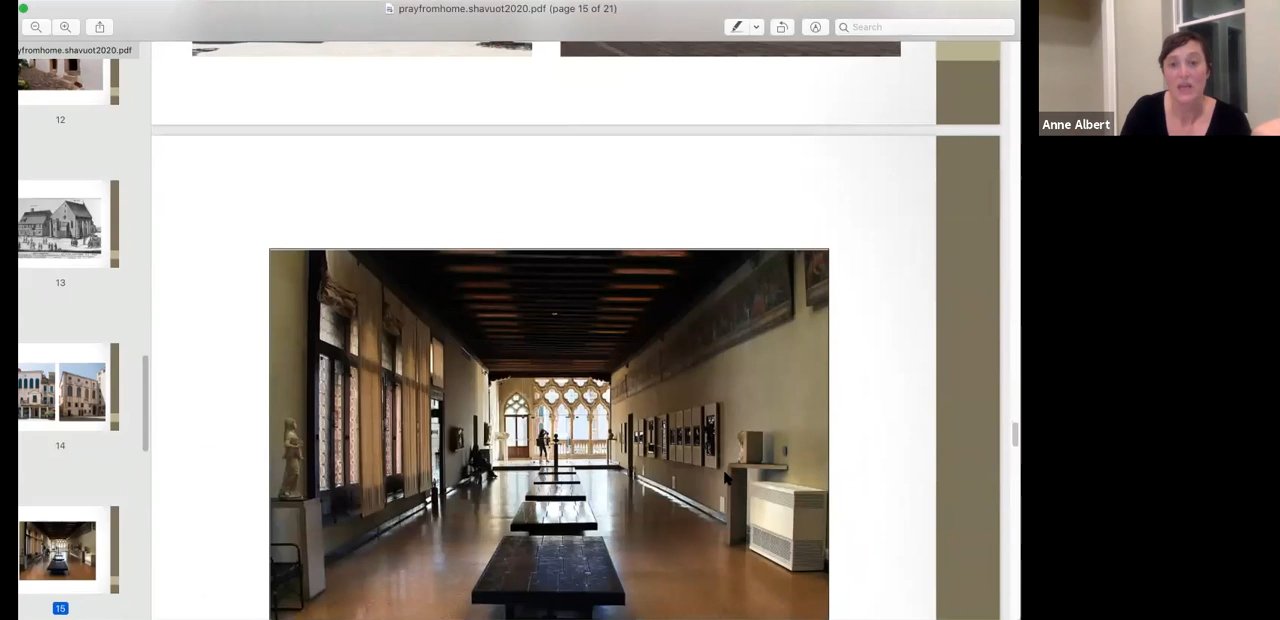 prayfromhome.shavuot2020.pdf (page 15 of 21)
Search
yfromhome.shavuot2020.pdf
12
13
14
15
Anne Albert